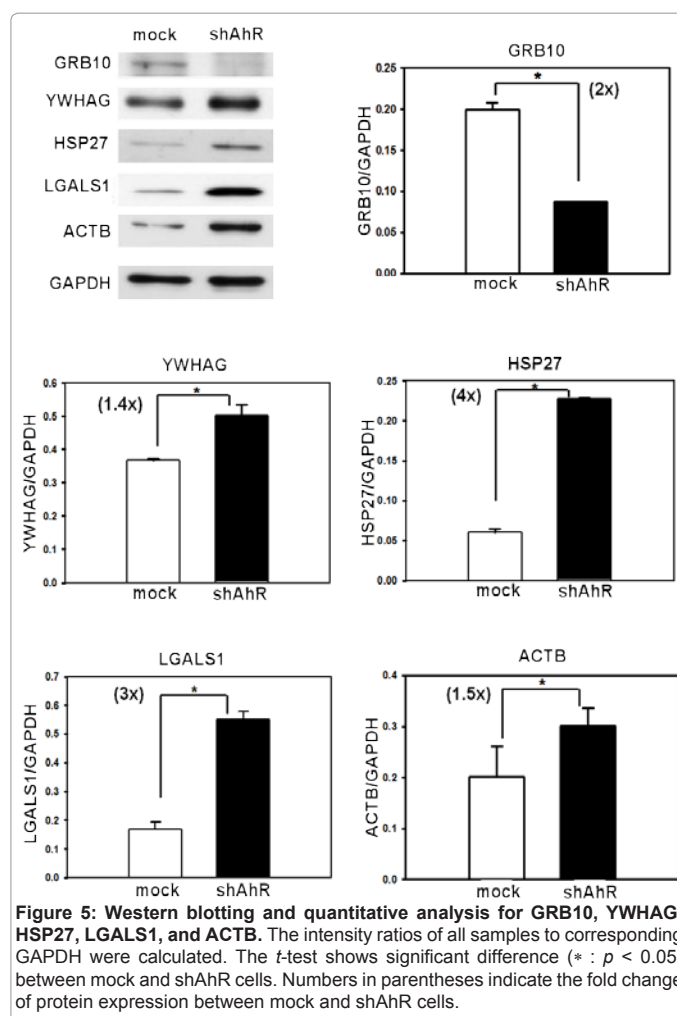 mock shAhR
GRB10
YWHAG
HSP27
LGALS1
ACTB
GAPDH
GRB10
GRB10/GAPDH
0.25
0.20
0.15
0.10
0.05
0.00
*
(2x)
mock shAhR
YWHAG
YWHAG/GAPDH
0.6
0.5
0.4
0.3
0.2
0.1
0.0
(1.4x)
*
mock shAhR
HSP27
HSP27/GAPDH
0.25
0.20
0.15
0.10
0.05
0.00
(4x)
*
mock shAhR
LGALS1
LGALS1/GAPDH
0.7
0.6
0.5
0.4
0.3
0.2
0.1
0.0
(3x)
*
mock shAhR
ACTB
ACTB/GAPDH
0.4
0.3
0.2
0.1
0.0
(1.5x)
*
mock shAhR
Figure 5: Western blotting and quantitative analysis for GRB10, YWHAG
HSP27, LGALS1, and ACTB. The intensity ratios of all samples to corresponding
GAPDH were calculated. The t-test shows significant difference (* : p < 0.05
between mock and shAhR cells. Numbers in parentheses indicate the fold change
of protein expression between mock and shAhR cells.